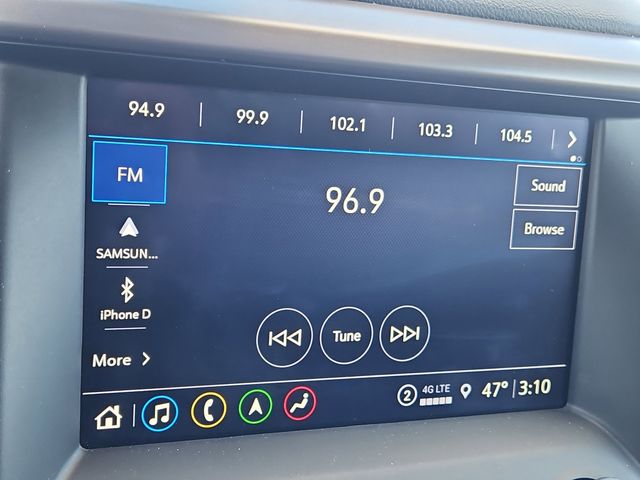 94.9 99.9 102.1 103.3 104.5
FM
96.9
Sound
Browse
SAMSUN...
iPhone D
Tune
More
2 4G LTE 47° 3:10